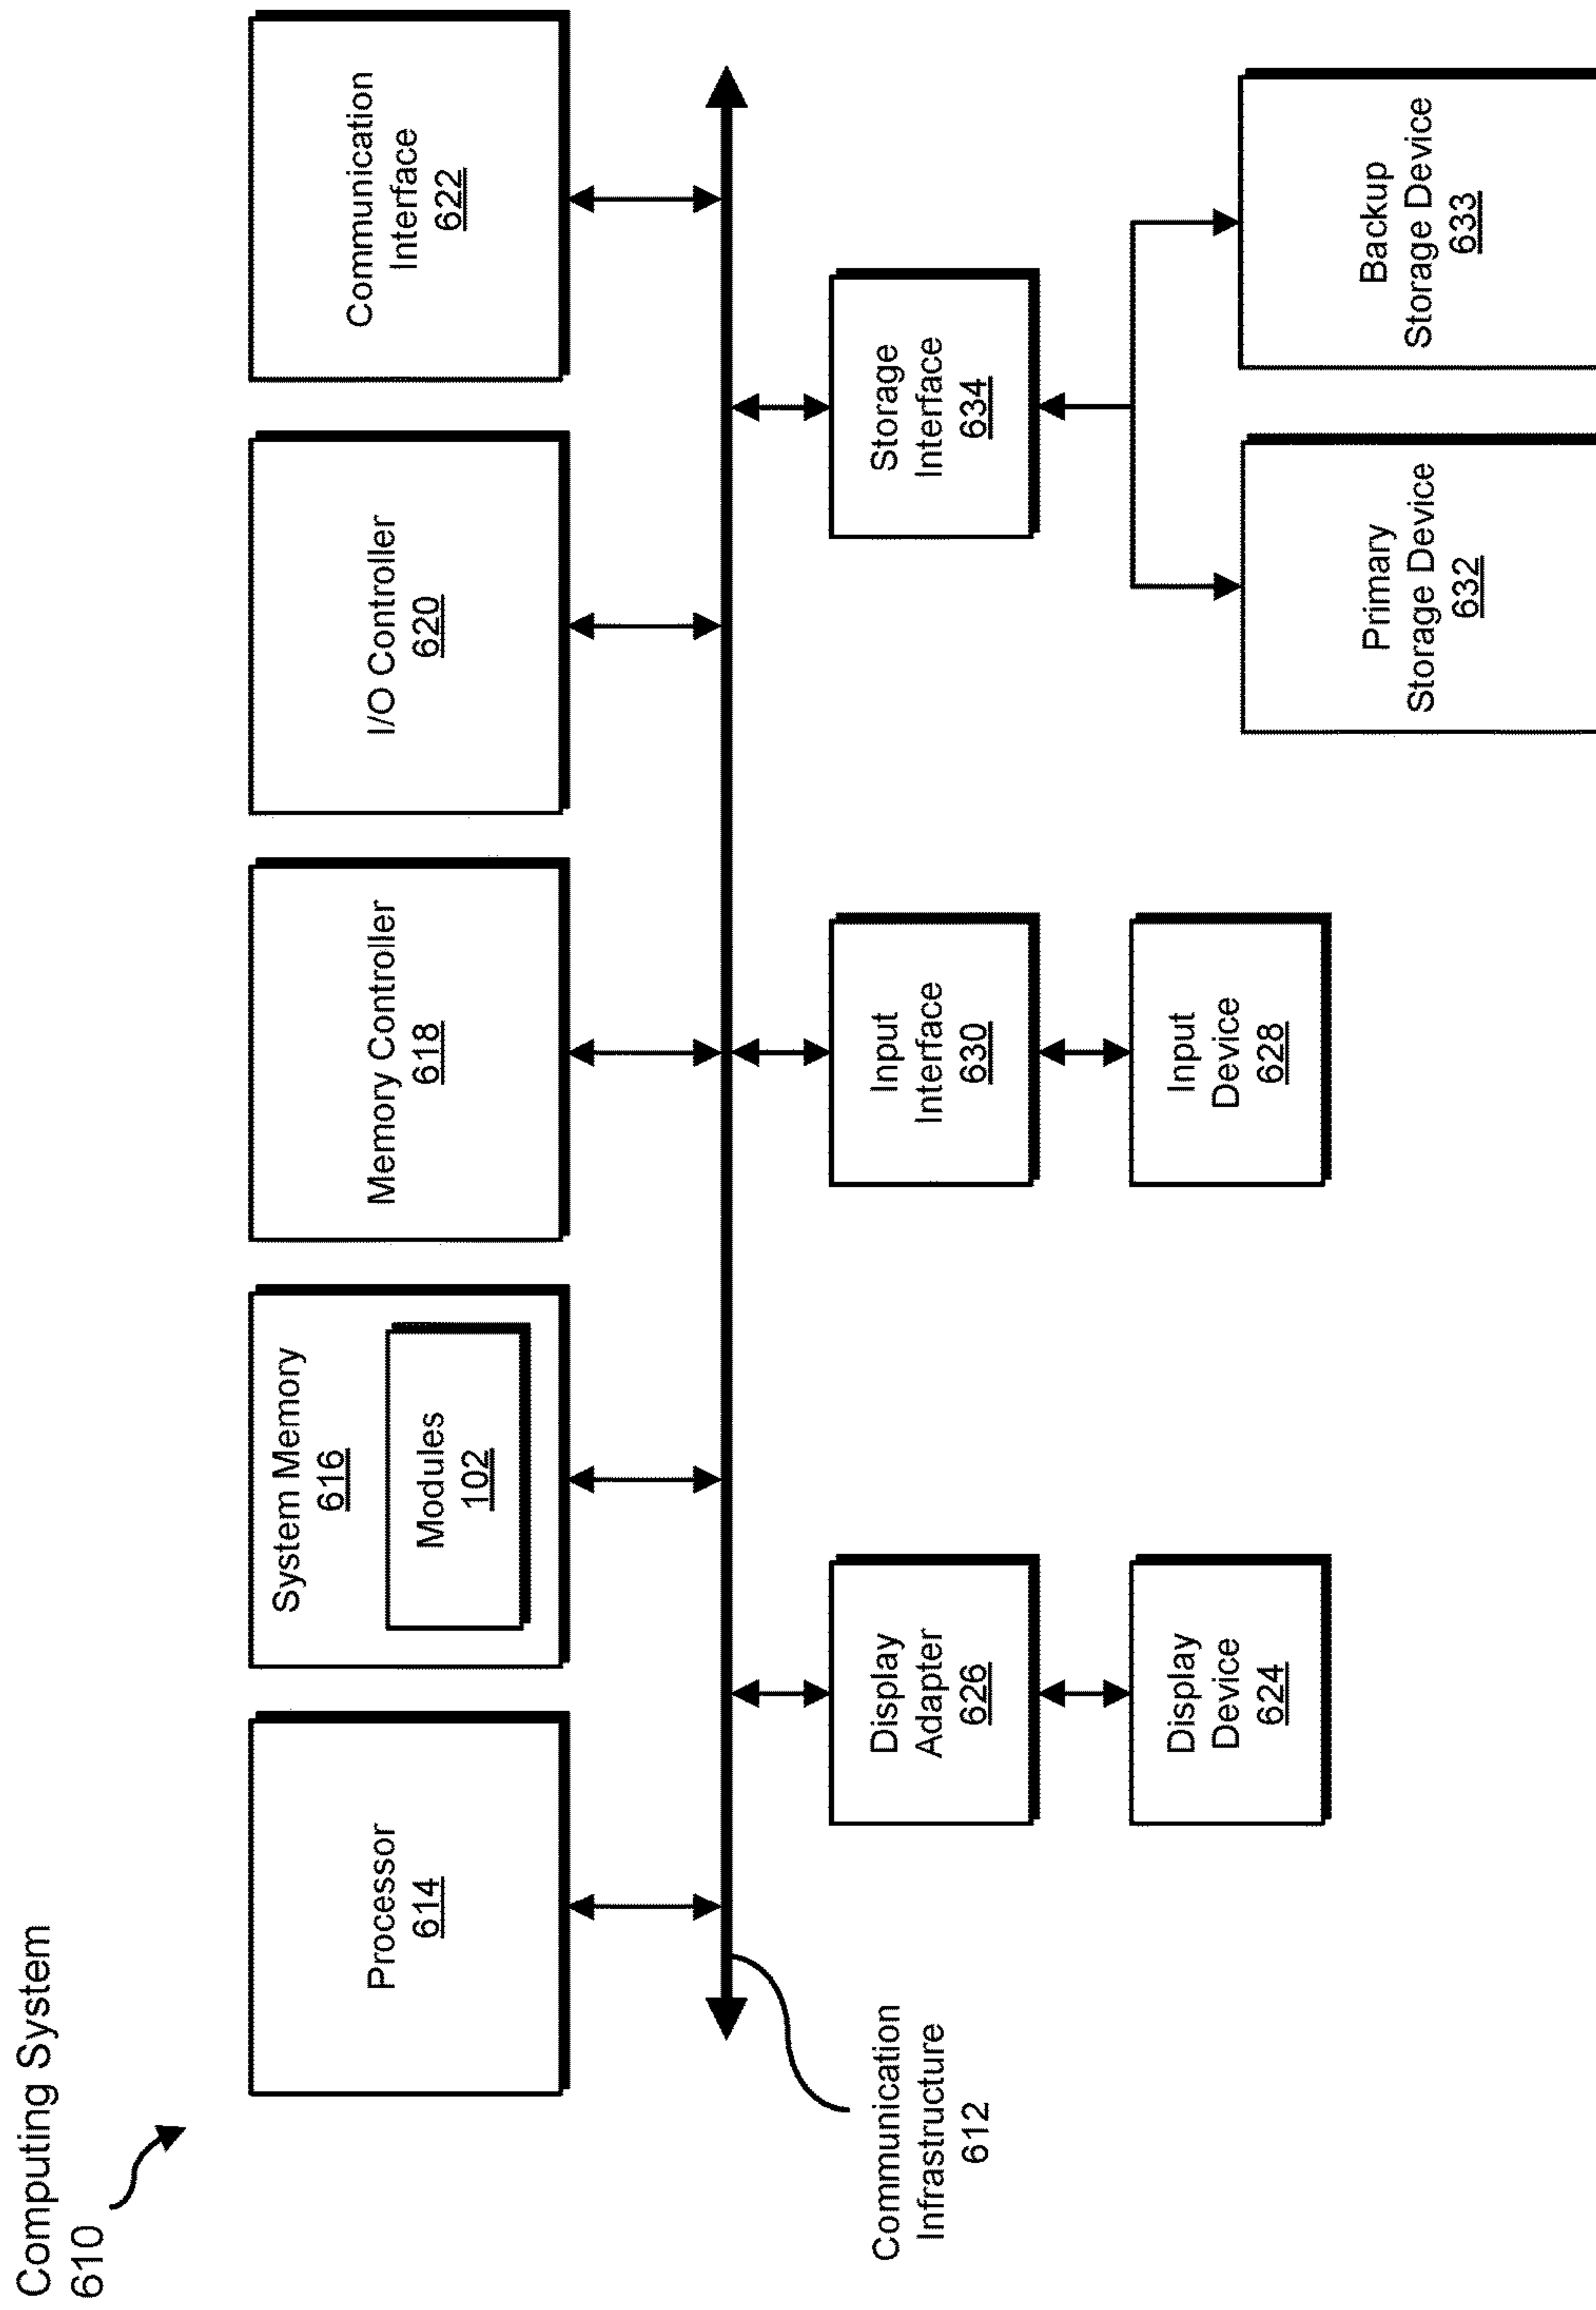 Computing System
610
Processor
614
System Memory
616
Modules
102
Memory Controller
618
I/O Controller
620
Communication
Interface
622
Communication
Infrastructure
612
Display
Adapter
626
Input
Interface
630
Storage
Interface
634
Display
Device
624
Input
Device
628
Primary
Storage Device
632
Backup
Storage Device
633